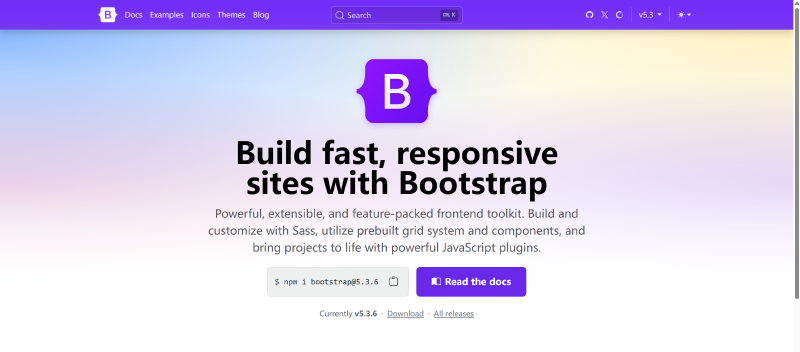 B Docs Examples Icons Themes Blog Search Ctrl K v5.3
B
Build fast, responsive
sites with Bootstrap
Powerful, extensible, and feature-packed frontend toolkit. Build and
customize with Sass, utilize prebuilt grid system and components, and
bring projects to life with powerful JavaScript plugins.
$ npm i bootstrap@5.3.6 Read the docs
Currently v5.3.6 · Download · All releases